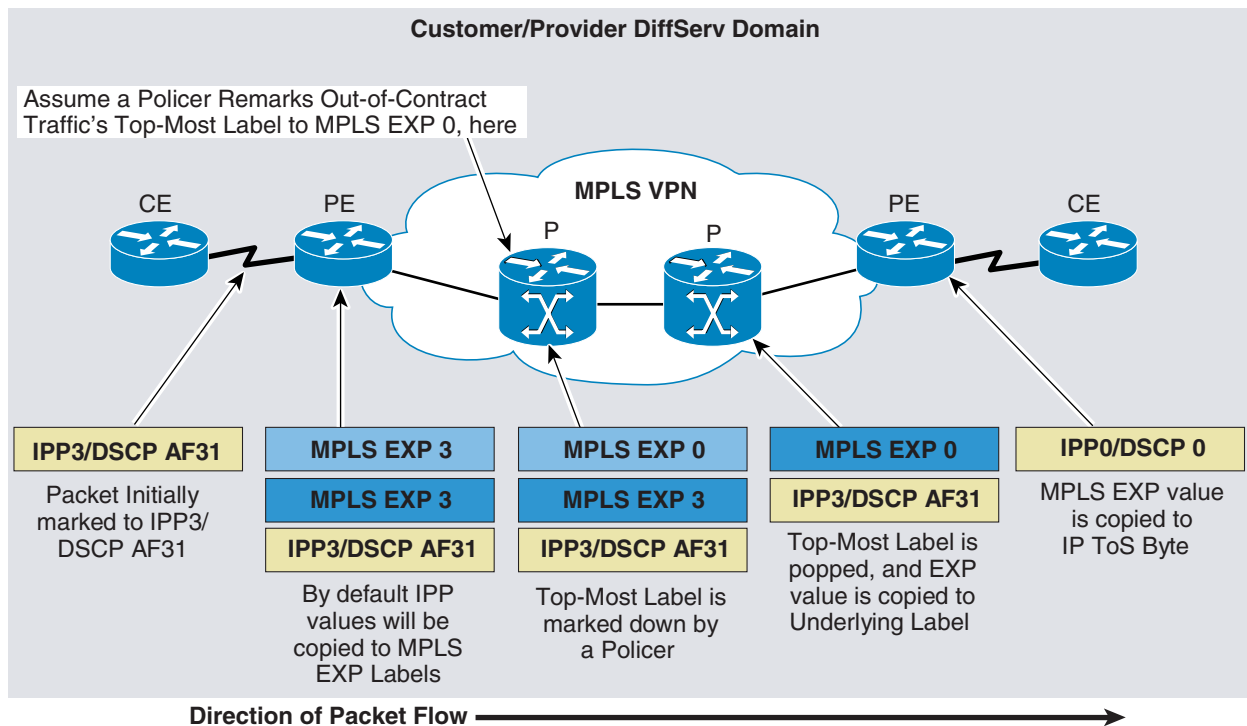 Customer/Provider DiffServ Domain
Assume a Policer Remarks Out-of-Contract
Traffic's Top-Most Label to MPLS EXP 0, here
MPLS VPN
CE
PE
P
P
PE
CE
IPP3/DSCP AF31
Packet Initially
marked to IPP3/
DSCP AF31
MPLS EXP 3
MPLS EXP 3
IPP3/DSCP AF31
By default IPP
values will be
copied to MPLS
EXP Labels
MPLS EXP 0
MPLS EXP 3
IPP3/DSCP AF31
Top-Most Label is
marked down by
a Policer
MPLS EXP 0
IPP3/DSCP AF31
Top-Most Label is
popped, and EXP
value is copied to
Underlying Label
IPP0/DSCP 0
MPLS EXP value
is copied to
IP ToS Byte
Direction of Packet Flow